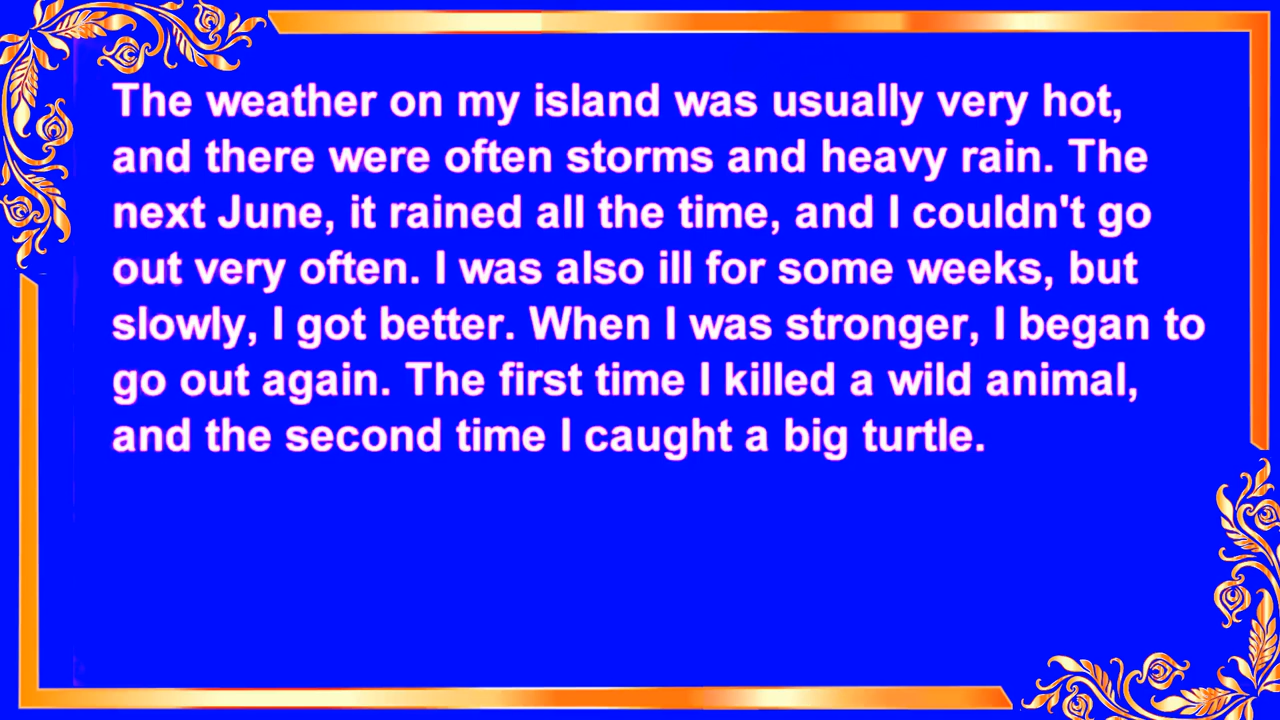 The weather on my island was usually very hot,
and there were often storms and heavy rain. The
next June, it rained all the time, and I couldn't go
out very often. I was also ill for some weeks, but
slowly, I got better. When I was stronger, I began to
go out again. The first time I killed a wild animal,
and the second time I caught a big turtle.